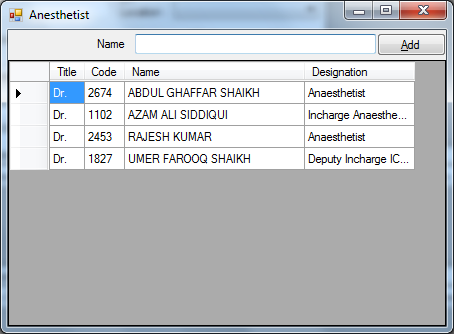 Anesthetist
Name Add
Title Code Name Designation
Dr. 2674 ABDUL GHAFFAR SHAIKH Anaesthetist
Dr. 1102 AZAM ALI SIDDIQUI Incharge Anaesthe...
Dr. 2453 RAJESH KUMAR Anaesthetist
Dr. 1827 UMER FAROOQ SHAIKH Deputy Incharge IC...